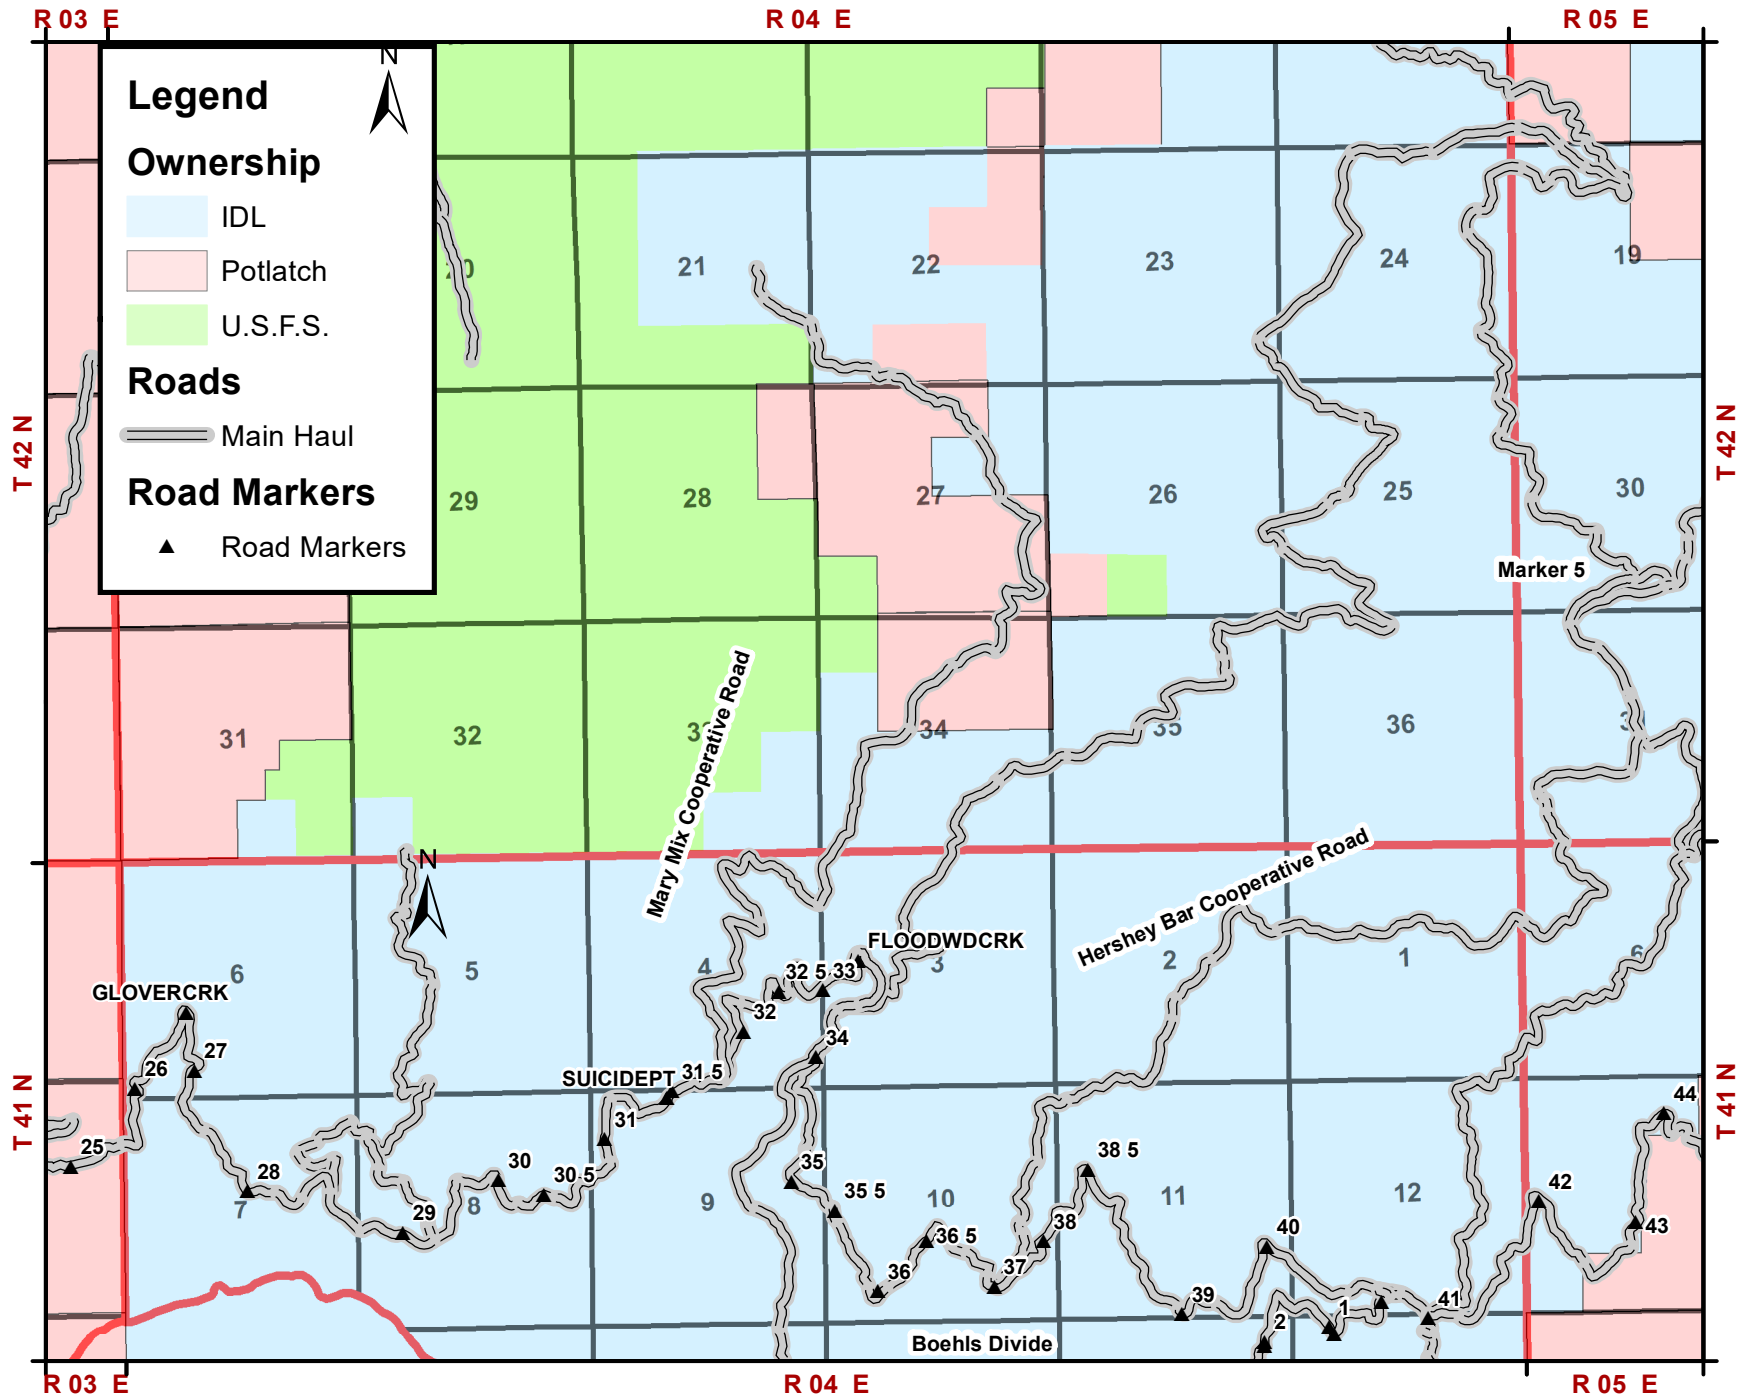 R 03 E
R 04 E
R 05 E
N
Legend
Ownership
IDL
Potlatch
U.S.F.S.
Roads
Main Haul
Road Markers
Road Markers
20
21
22
23
24
19
T 42 N
T 42 N
29
28
27
26
25
30
Marker 5
31
32
34
35
36
Mary Mix Cooperative Road
Hershey Bar Cooperative Road
N
FLOODWDCRK
6
5
4
32 5
33
3
2
1
6
GLOVERCRK
32
34
27
26
SUICIDEPT
31 5
T 41 N
T 41 N
44
31
25
38 5
30
30 5
35
28
7
29
8
9
35 5
10
11
12
42
43
36 5
38
40
36
37
39
41
1
2
Boehls Divide
R 03 E
R 04 E
R 05 E